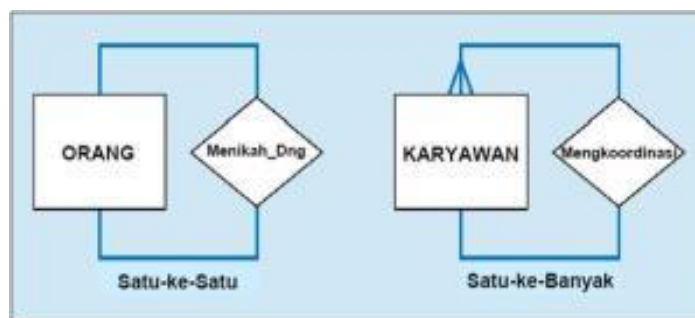 ORANG
Menikah_Dng
KARYAWAN
Mengkoordinasi
Satu-ke-Satu
Satu-ke-Banyak